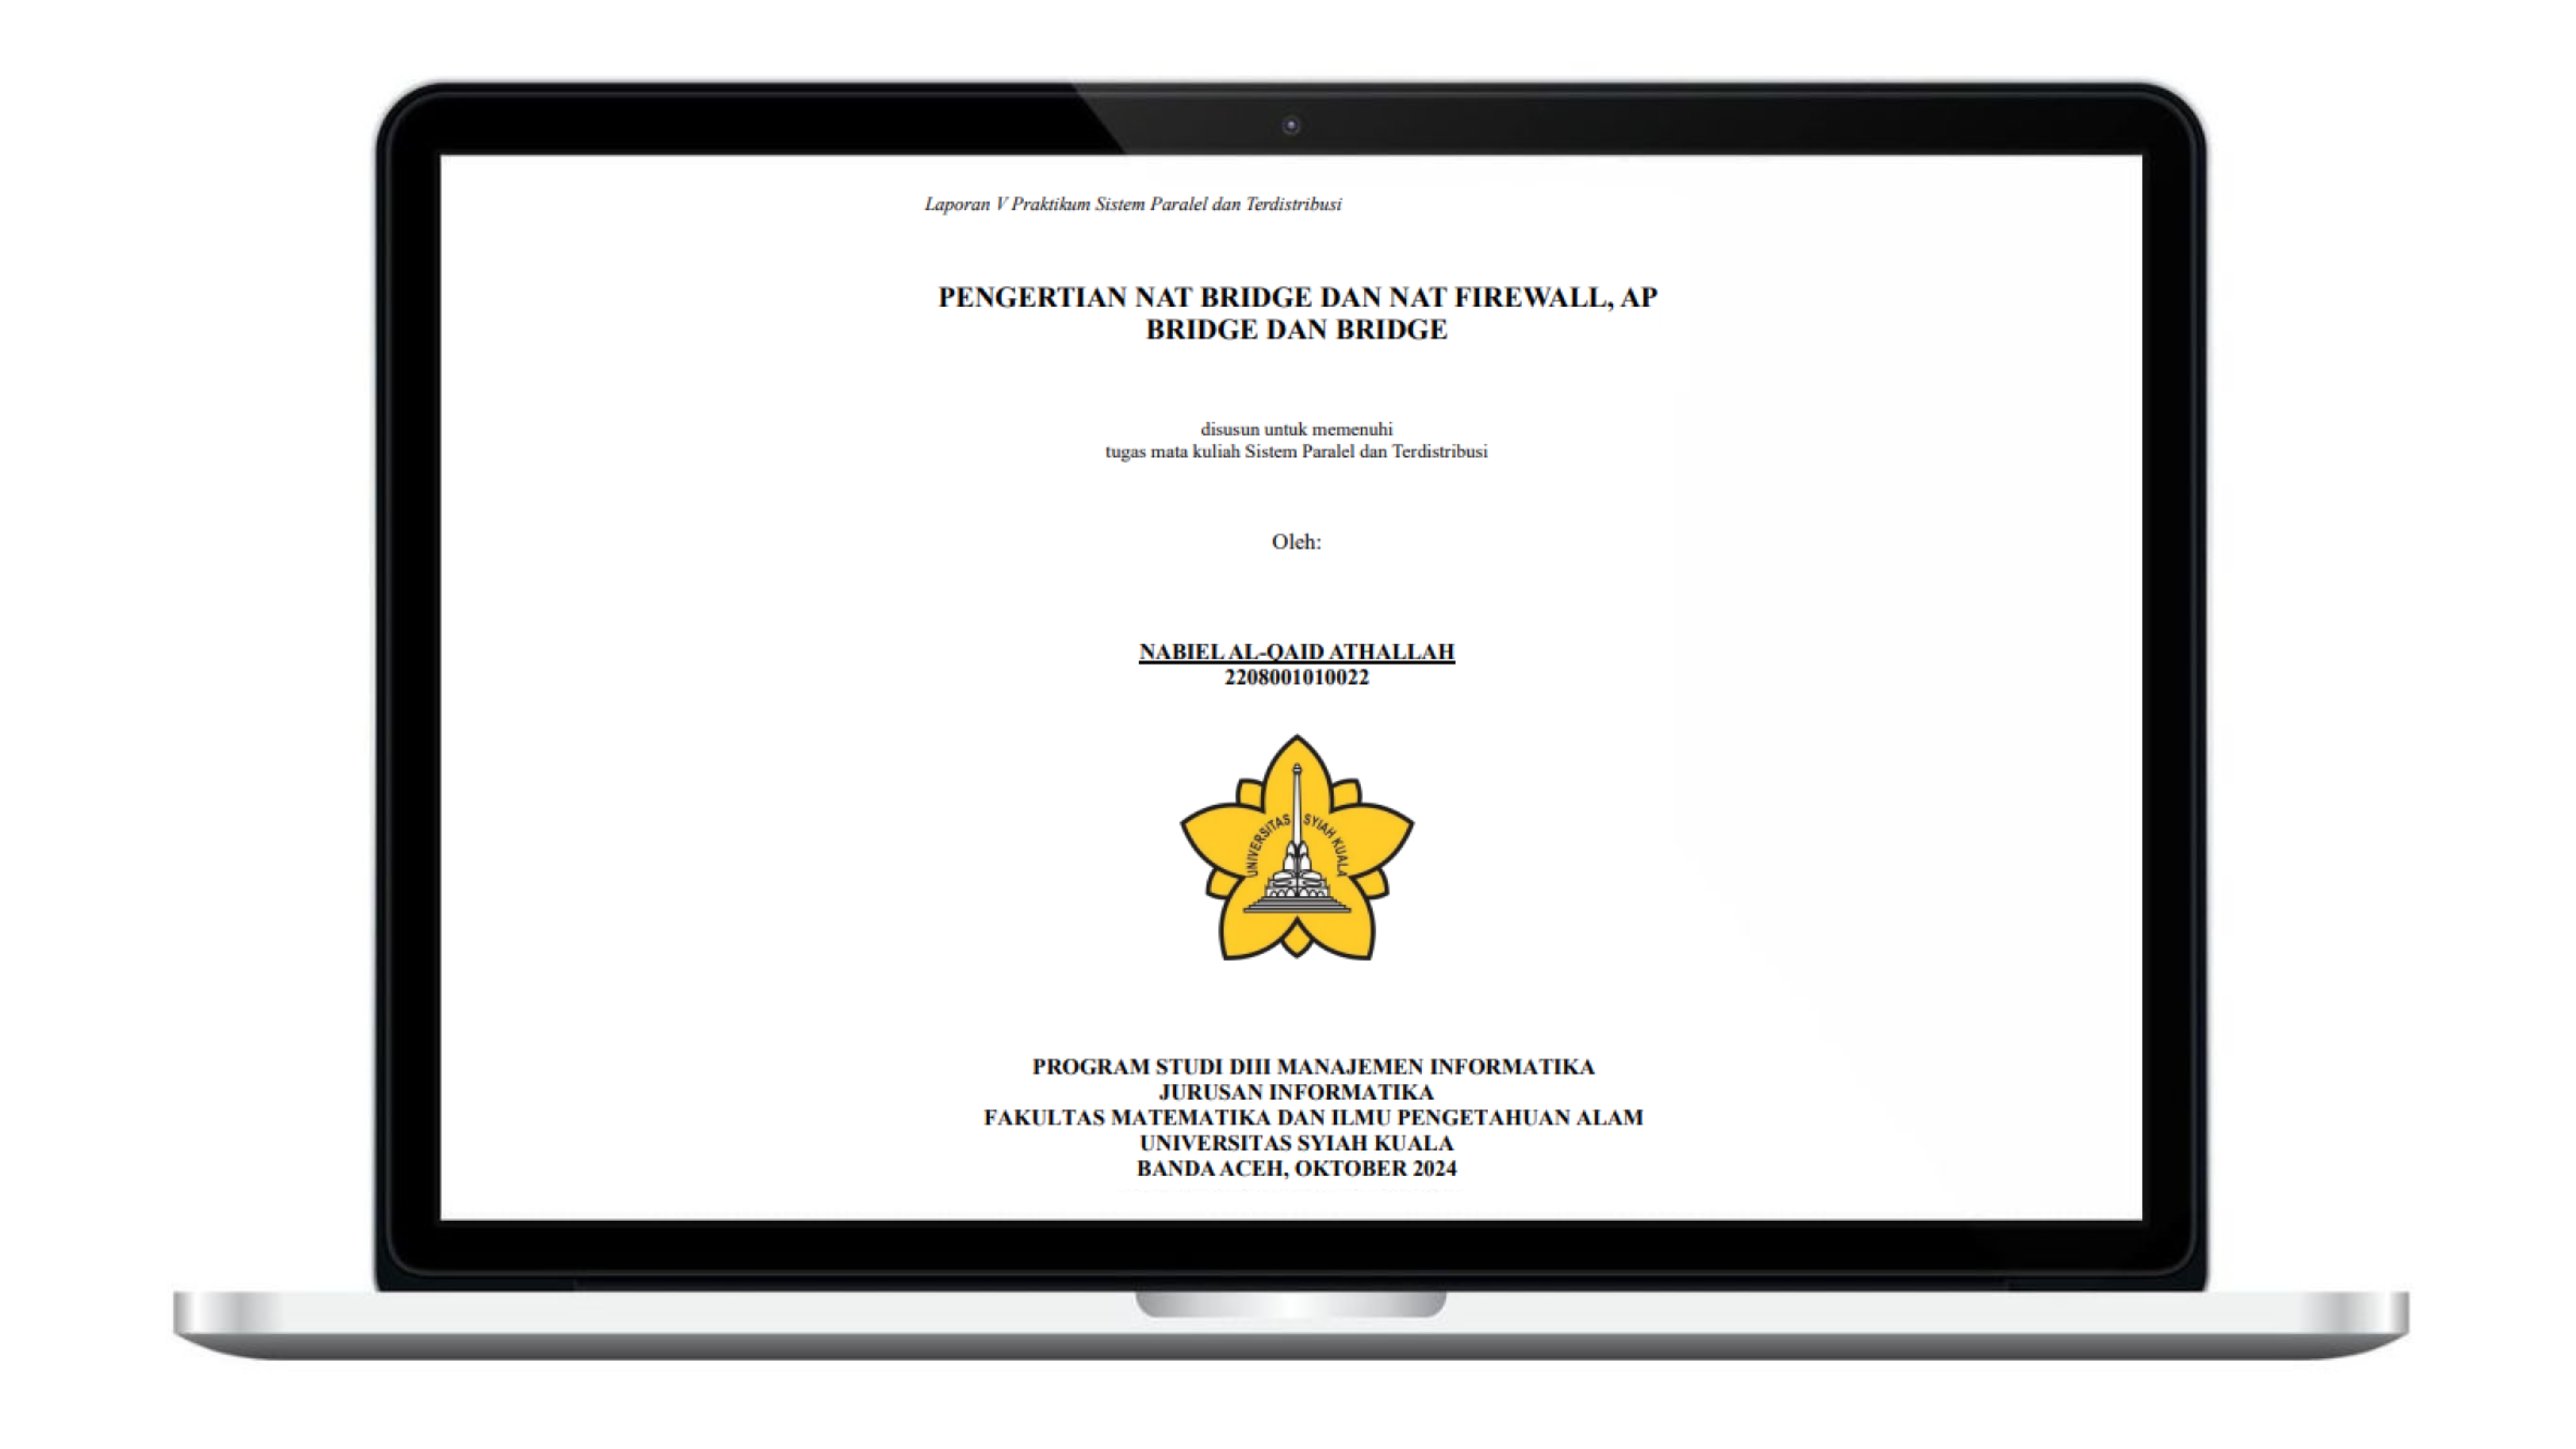 Laporan V Praktikum Sistem Paralel dan Terdistribusi
PENGERTIAN NAT BRIDGE DAN NAT FIREWALL, AP
BRIDGE DAN BRIDGE
disusun untuk memenuhi
tugas mata kuliah Sistem Paralel dan Terdistribusi
Oleh:
NABIEL AL-QAID ATHALLAH
2208001010022
UNIVERSITAS SYIAH KUALA
PROGRAM STUDI DIII MANAJEMEN INFORMATIKA
JURUSAN INFORMATIKA
FAKULTAS MATEMATIKA DAN ILMU PENGETAHUAN ALAM
UNIVERSITAS SYIAH KUALA
BANDA ACEH, OKTOBER 2024